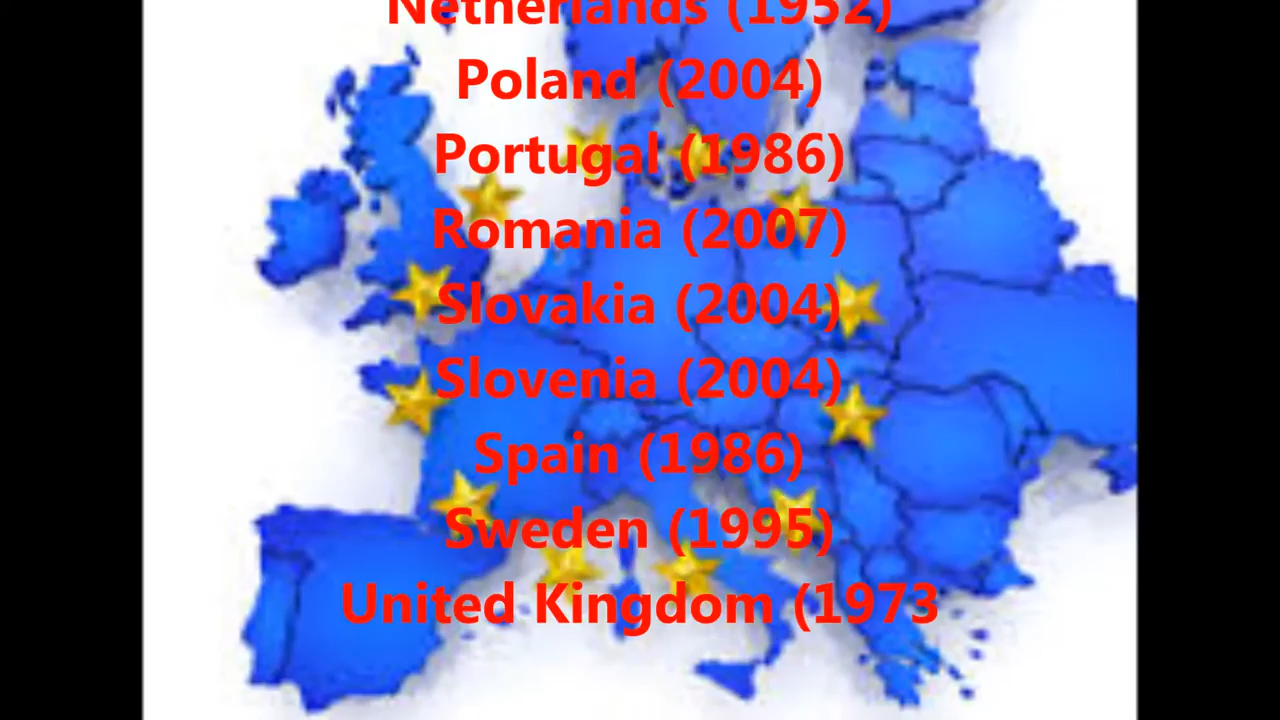 Netherlands (1952)
Poland (2004)
Portugal (1986)
Romania (2007)
Slovakia (2004)
Slovenia (2004)
Spain (1986)
Sweden (1995)
United Kingdom (1973